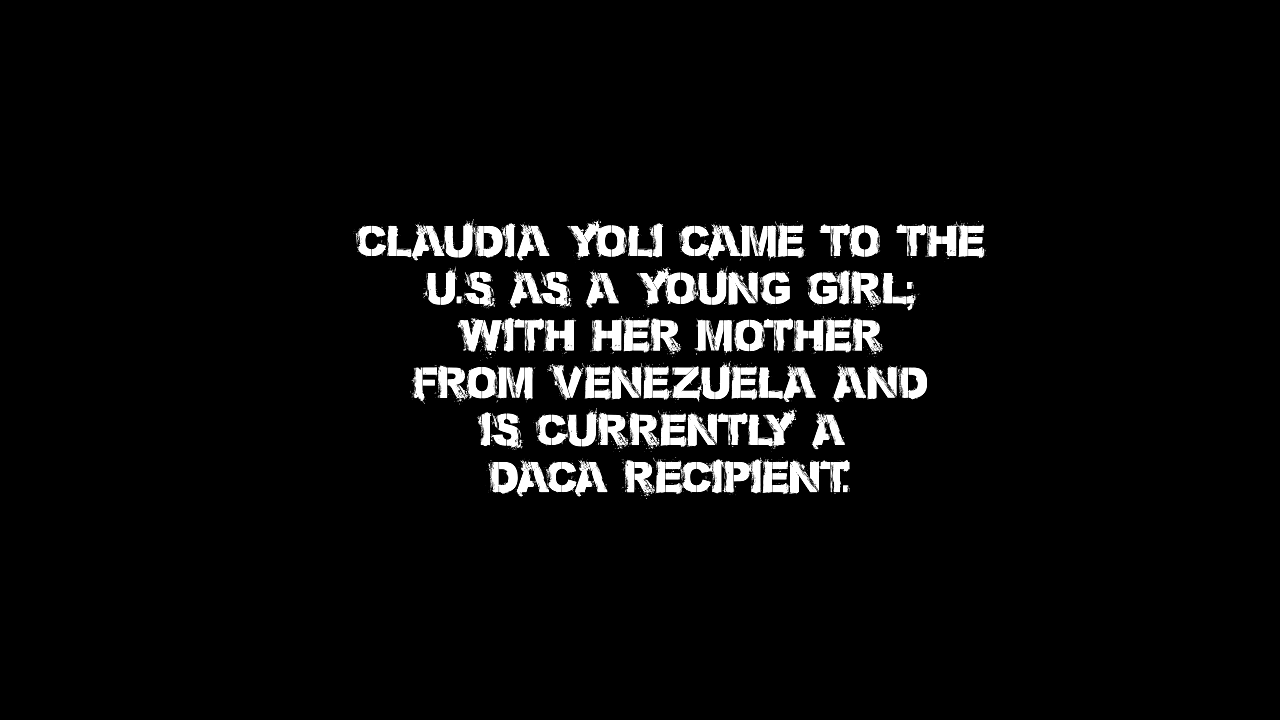 CLAUDIA YOLI CAME TO THE
U.S AS A YOUNG GIRL;
WITH HER MOTHER
FROM VENEZUELA AND
IS CURRENTLY A
DACA RECIPIENT.